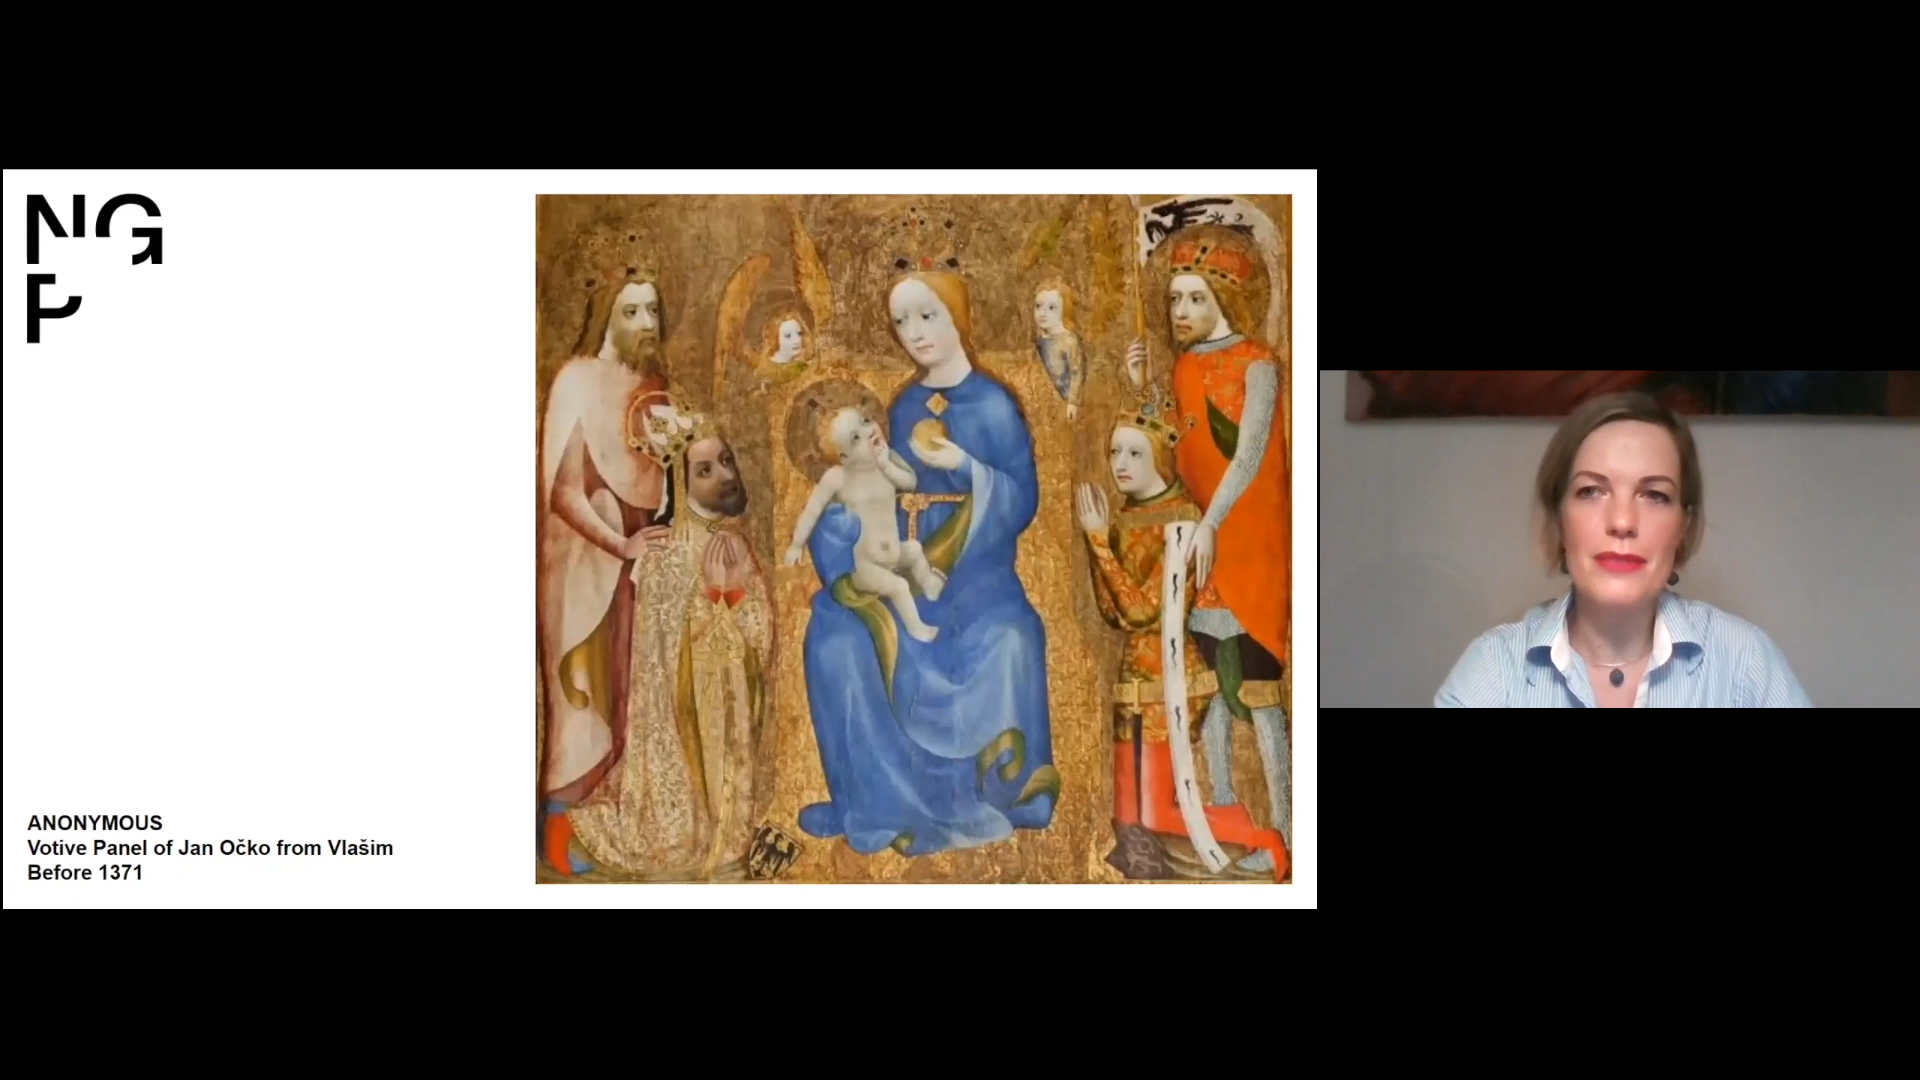 NG
P
ANONYMOUS
Votive Panel of Jan Očko from Vlašim
Before 1371